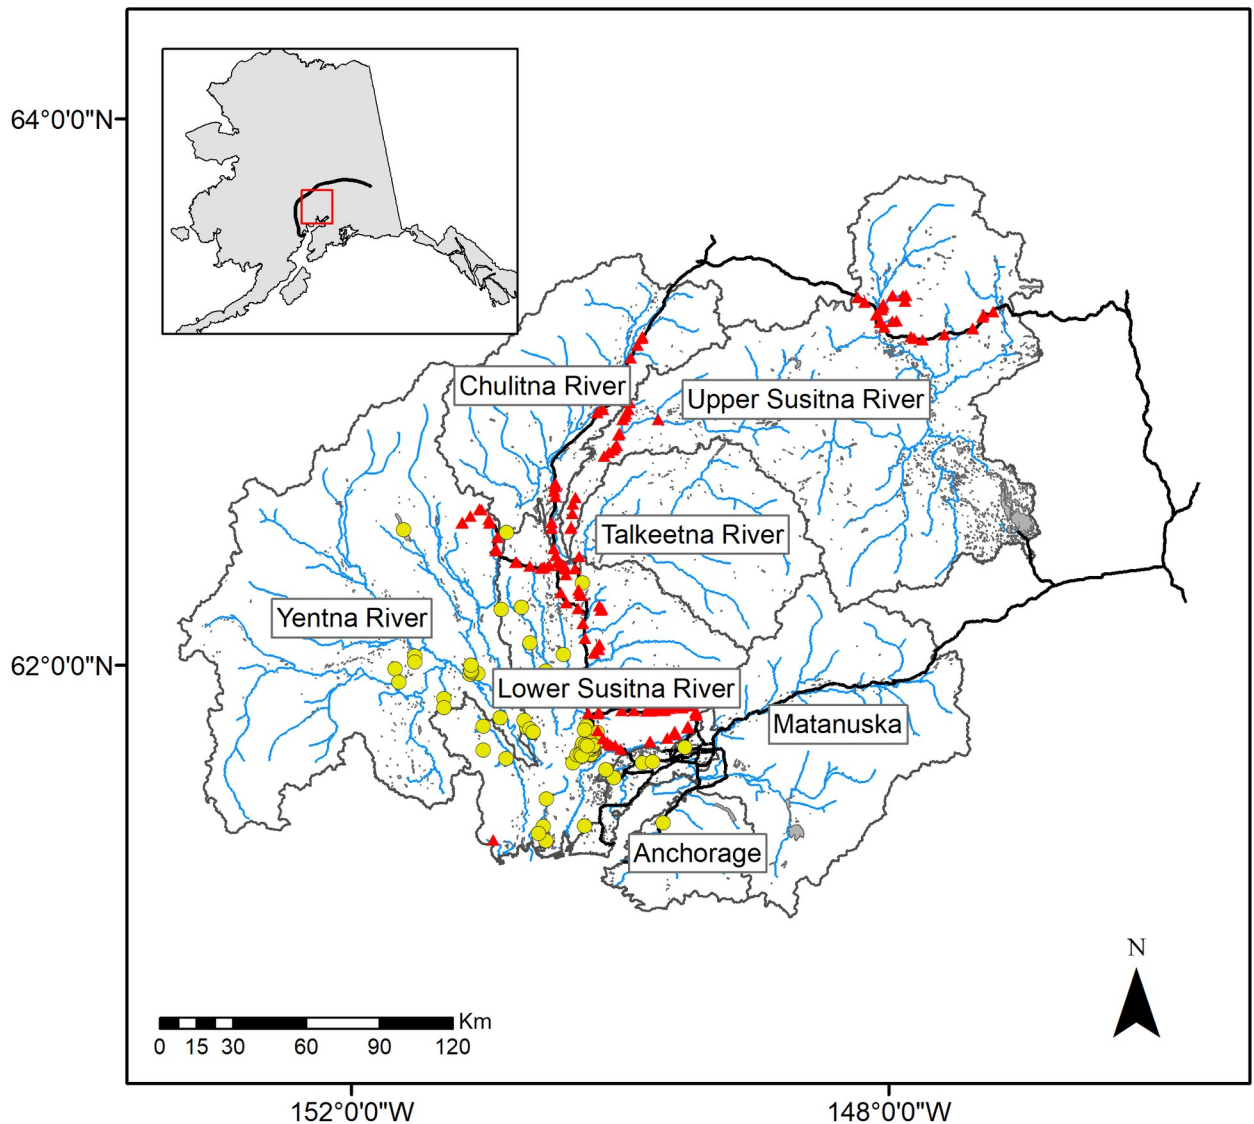 64°0'0"N
Chulitna River
Upper Susitna River
Talkeetna River
Yentna River
62°0'0"N
Lower Susitna River
Matanuska
Anchorage
N
Km
0 15 30 60 90 120
152°0'0"W
148°0'0"W